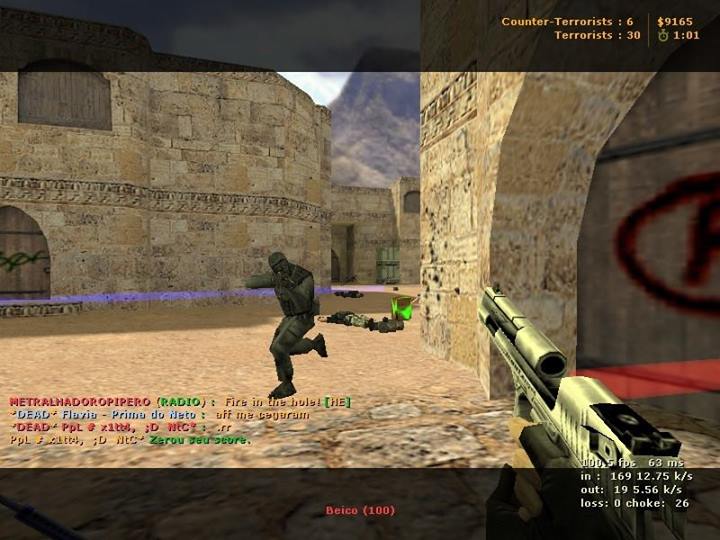 Counter-Terrorists : 6 $9165
Terrorists : 30 1:01
METRALHADOROPIPERO (RADIO) : Fire in the hole! [HE]
*DEAD* Flavia - Prima do Neto : aff me cegaram
*DEAD* PpL # x1tt4, ;D NtC* : .rr
PpL # x1tt4, ;D NtC* Zerou seu score.
100.5 fps 63 ms
in : 169 12.75 k/s
out: 19 5.56 k/s
loss: 0 choke: 26
Beico (100)